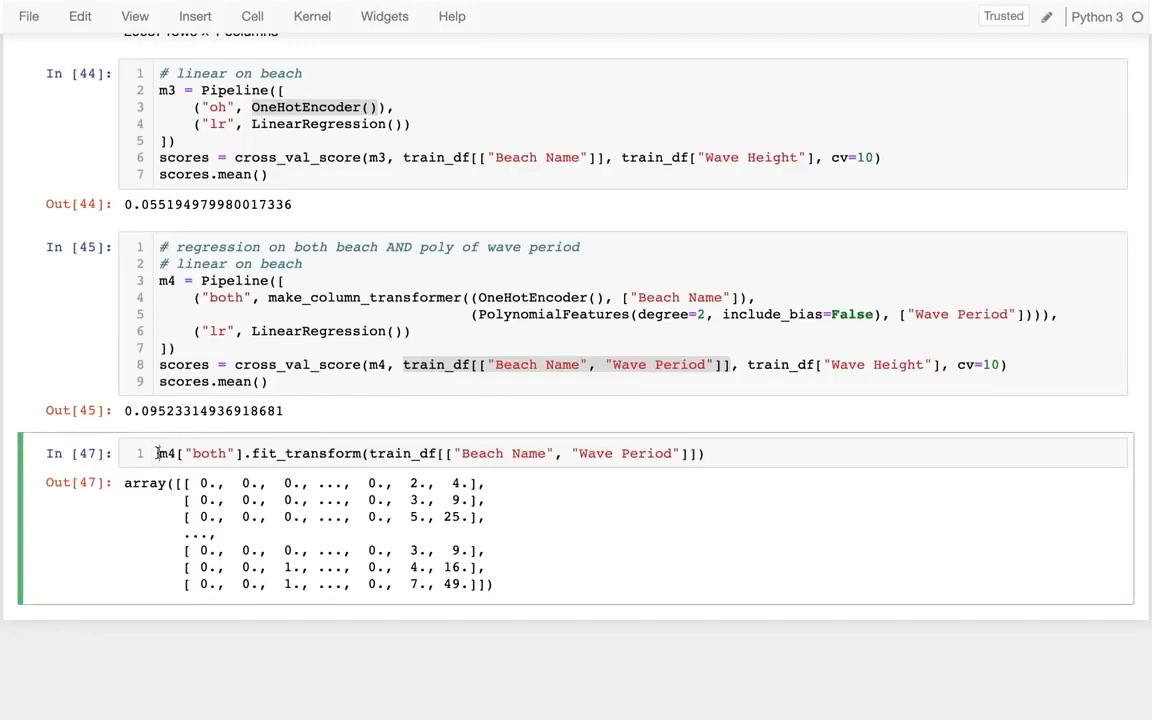 File Edit View Insert Cell Kernel Widgets Help Trusted Python 3
In [44]:
1 # linear on beach
2 m3 = Pipeline([
3     ("oh", OneHotEncoder()),
4     ("lr", LinearRegression())
5 ])
6 scores = cross_val_score(m3, train_df[["Beach Name"]], train_df["Wave Height"], cv=10)
7 scores.mean()
Out[44]: 0.055194979980017336
In [45]:
1 # regression on both beach AND poly of wave period
2 # linear on beach
3 m4 = Pipeline([
4     ("both", make_column_transformer((OneHotEncoder(), ["Beach Name"]),
5                                      (PolynomialFeatures(degree=2, include_bias=False), ["Wave Period"]))),
6     ("lr", LinearRegression())
7 ])
8 scores = cross_val_score(m4, train_df[["Beach Name", "Wave Period"]], train_df["Wave Height"], cv=10)
9 scores.mean()
Out[45]: 0.09523314936918681
In [47]: 1 m4["both"].fit_transform(train_df[["Beach Name", "Wave Period"]])
Out[47]: array([[ 0., 0., 0., ..., 0., 2., 4.],
[ 0., 0., 0., ..., 0., 3., 9.],
[ 0., 0., 0., ..., 0., 5., 25.],
...,
[ 0., 0., 0., ..., 0., 3., 9.],
[ 0., 0., 1., ..., 0., 4., 16.],
[ 0., 0., 1., ..., 0., 7., 49.]])